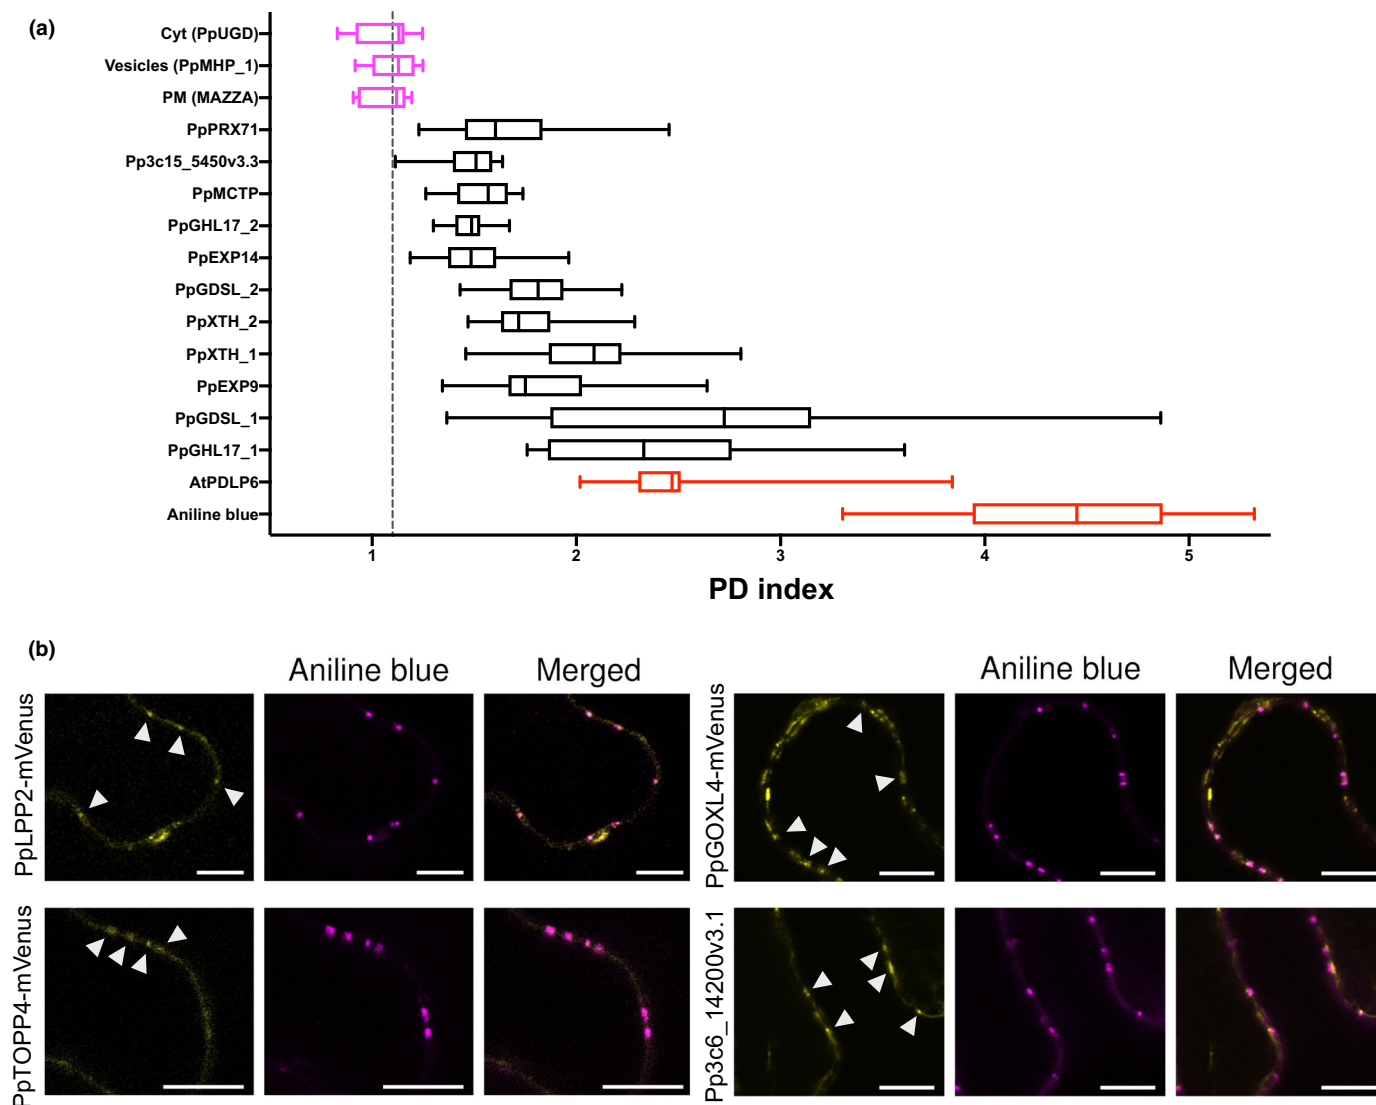 (a)
Cyt (PpUGD)
Vesicles (PpMHP_1)
PM (MAZZA)
PpPRX71
Pp3c15_5450v3.3
PpMCTP
PpGHL17_2
PpEXP14
PpGDSL_2
PpXTH_2
PpXTH_1
PpEXP9
PpGDSL_1
PpGHL17_1
AtPDLP6
Aniline blue
1 2 3 4 5
PD index
(b)
Aniline blue Merged Aniline blue Merged
PpLPP2-mVenus
PpGOXL4-mVenus
PpTOPP4-mVenus
Pp3c6_14200v3.1